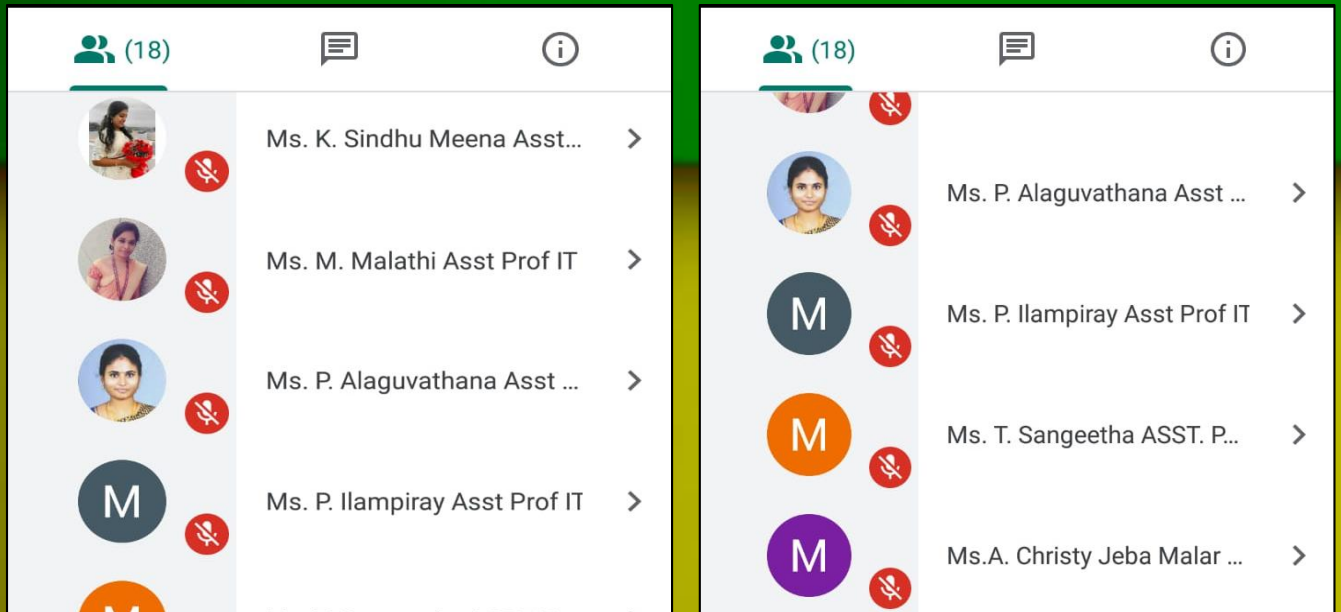 (18)
Ms. K. Sindhu Meena Asst...
Ms. M. Malathi Asst Prof IT
Ms. P. Alaguvathana Asst ...
M
Ms. P. Ilampiray Asst Prof IT
(18)
Ms. P. Alaguvathana Asst ...
M
Ms. P. Ilampiray Asst Prof IT
M
Ms. T. Sangeetha ASST. P...
M
Ms.A. Christy Jeba Malar ...